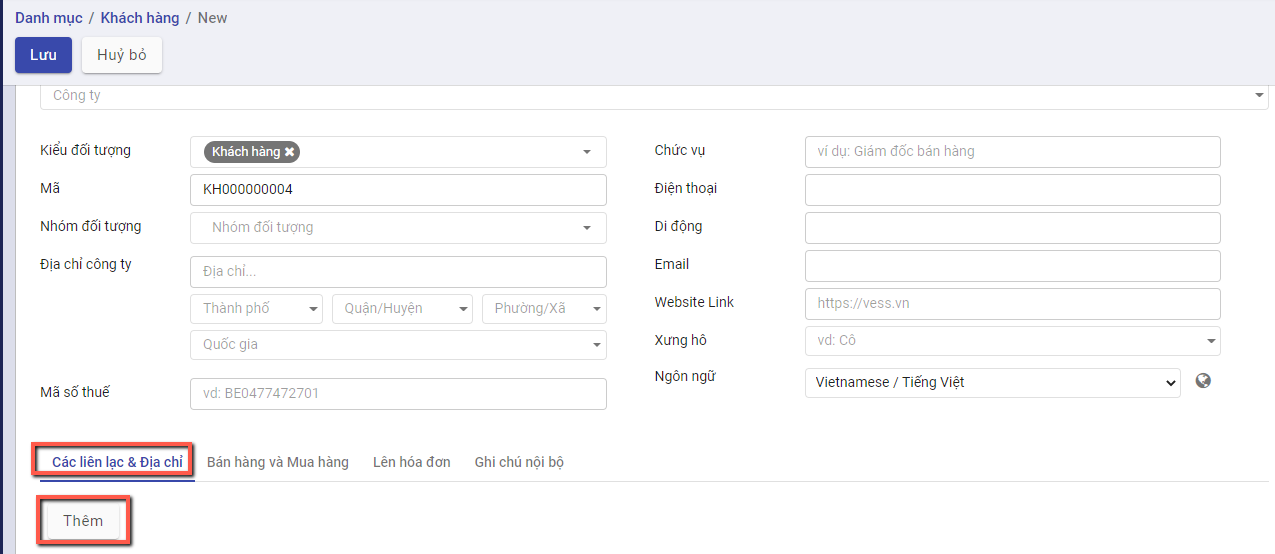 Danh mục / Khách hàng / New
Lưu Huỷ bỏ
Công ty
Kiểu đối tượng Khách hàng ✖ Chức vụ ví dụ: Giám đốc bán hàng
Mã KH000000004 Điện thoại
Nhóm đối tượng Nhóm đối tượng Di động
Địa chỉ công ty Địa chỉ... Email
Thành phố Quận/Huyện Phường/Xã Website Link https://vess.vn
Quốc gia Xưng hô vd: Cô
Ngôn ngữ Vietnamese / Tiếng Việt
Mã số thuế vd: BE0477472701
Các liên lạc & Địa chỉ Bán hàng và Mua hàng Lên hóa đơn Ghi chú nội bộ
Thêm